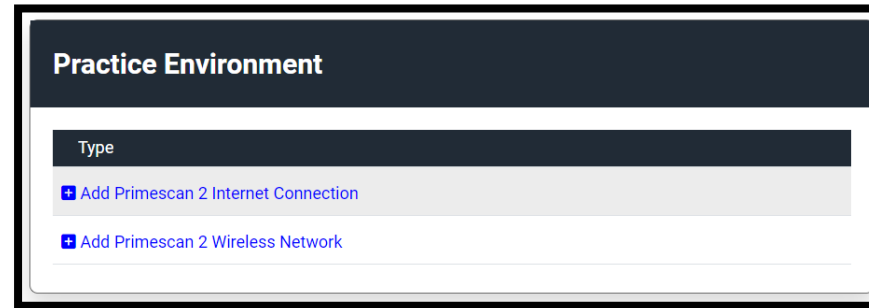 Practice Environment
Type
Add Primescan 2 Internet Connection
Add Primescan 2 Wireless Network